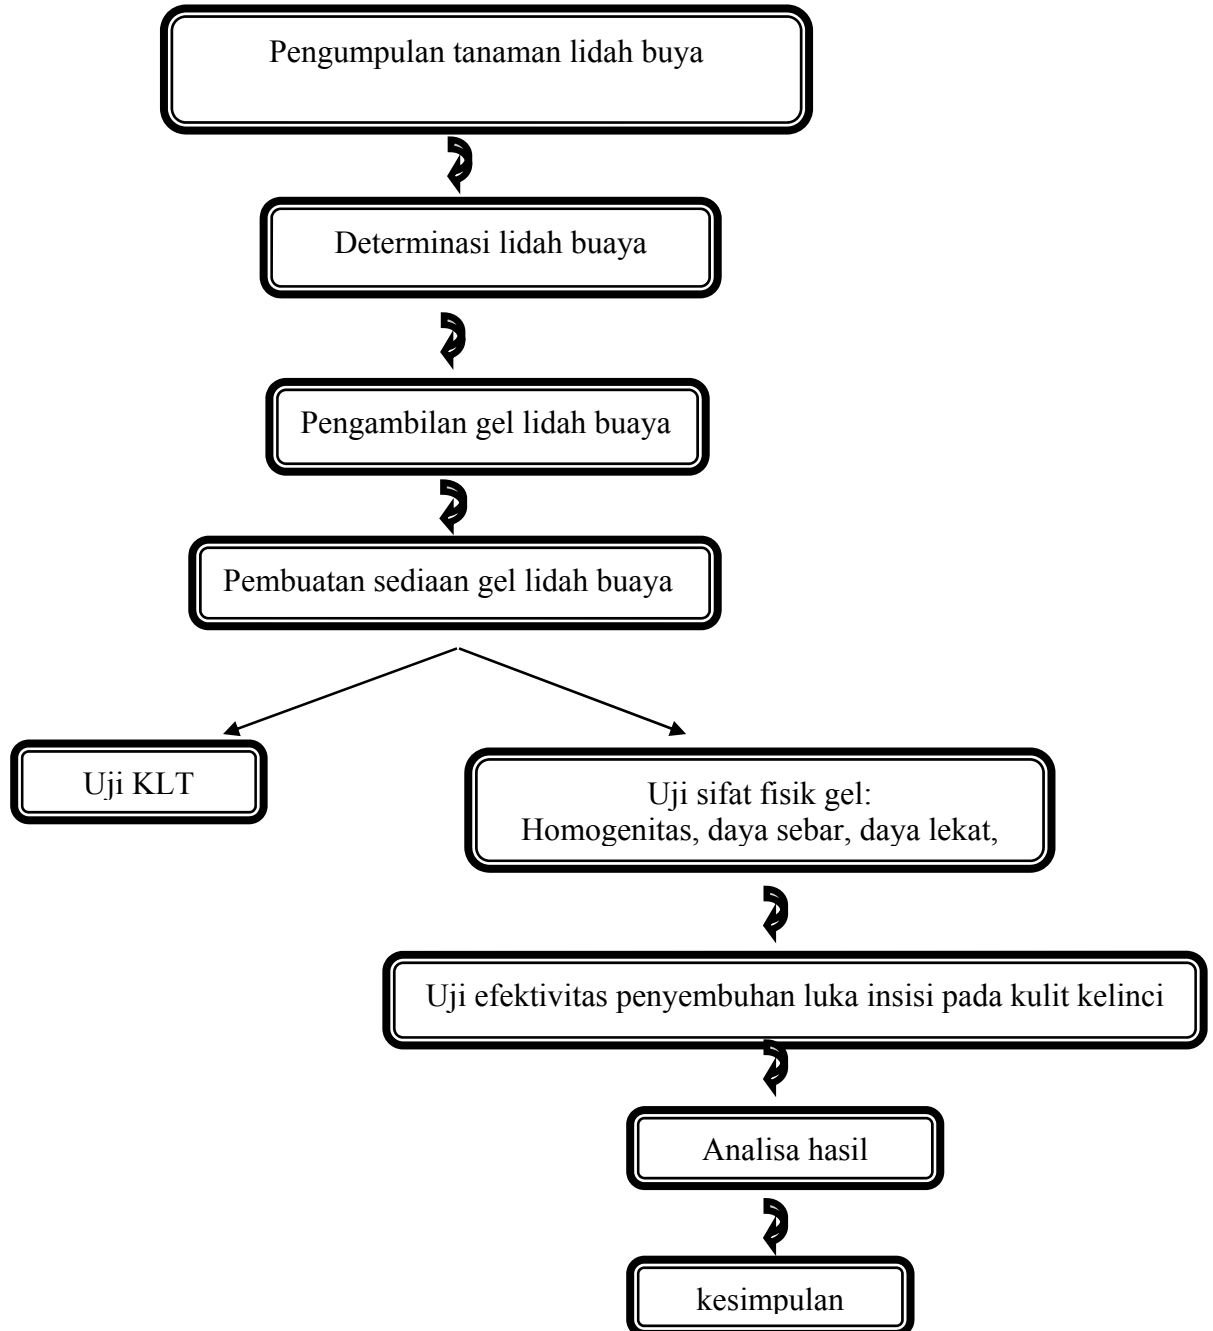 Pengumpulan tanaman lidah buya
Determinasi lidah buaya
Pengambilan gel lidah buaya
Pembuatan sediaan gel lidah buaya
Uji KLT
Uji sifat fisik gel:
Homogenitas, daya sebar, daya lekat,
Uji efektivitas penyembuhan luka insisi pada kulit kelinci
Analisa hasil
kesimpulan